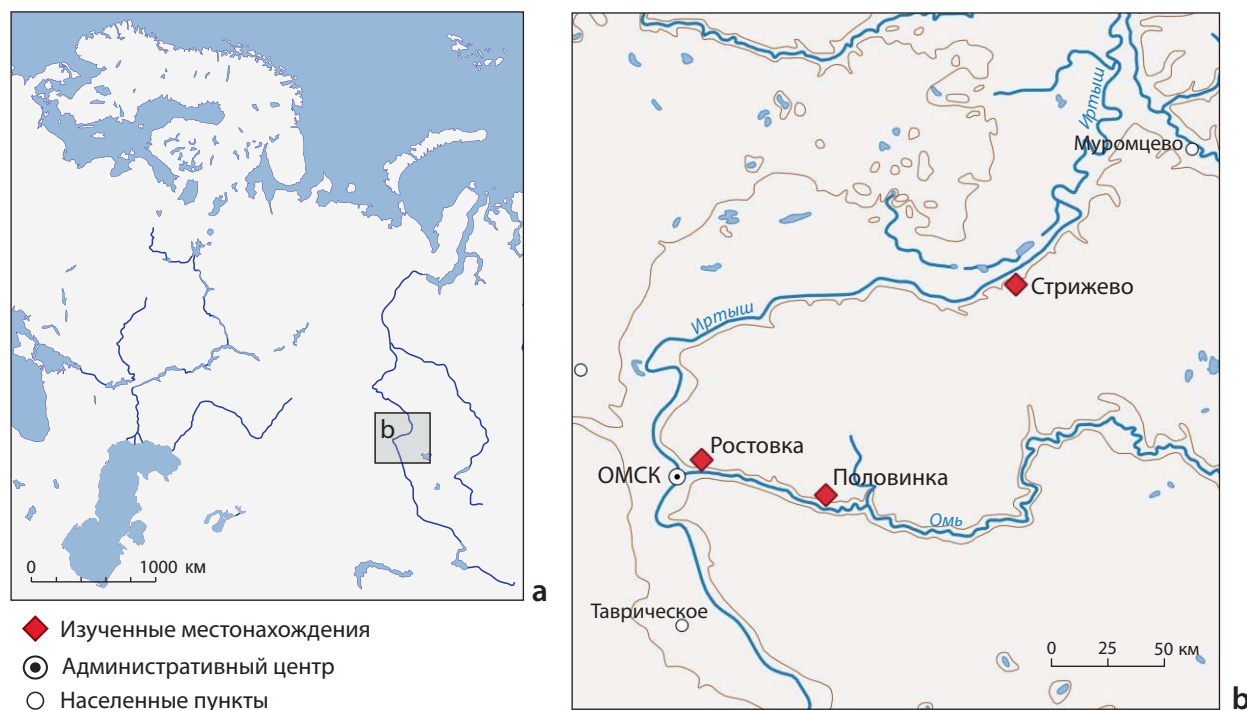 b
0
1000 км
a
Изученные местонахождения
Административный центр
Населенные пункты
Иртыш
Муромцево
Стрижево
Иртыш
Ростовка
ОМСК
Половинка
Омь
Таврическое
0 25 50 км
b